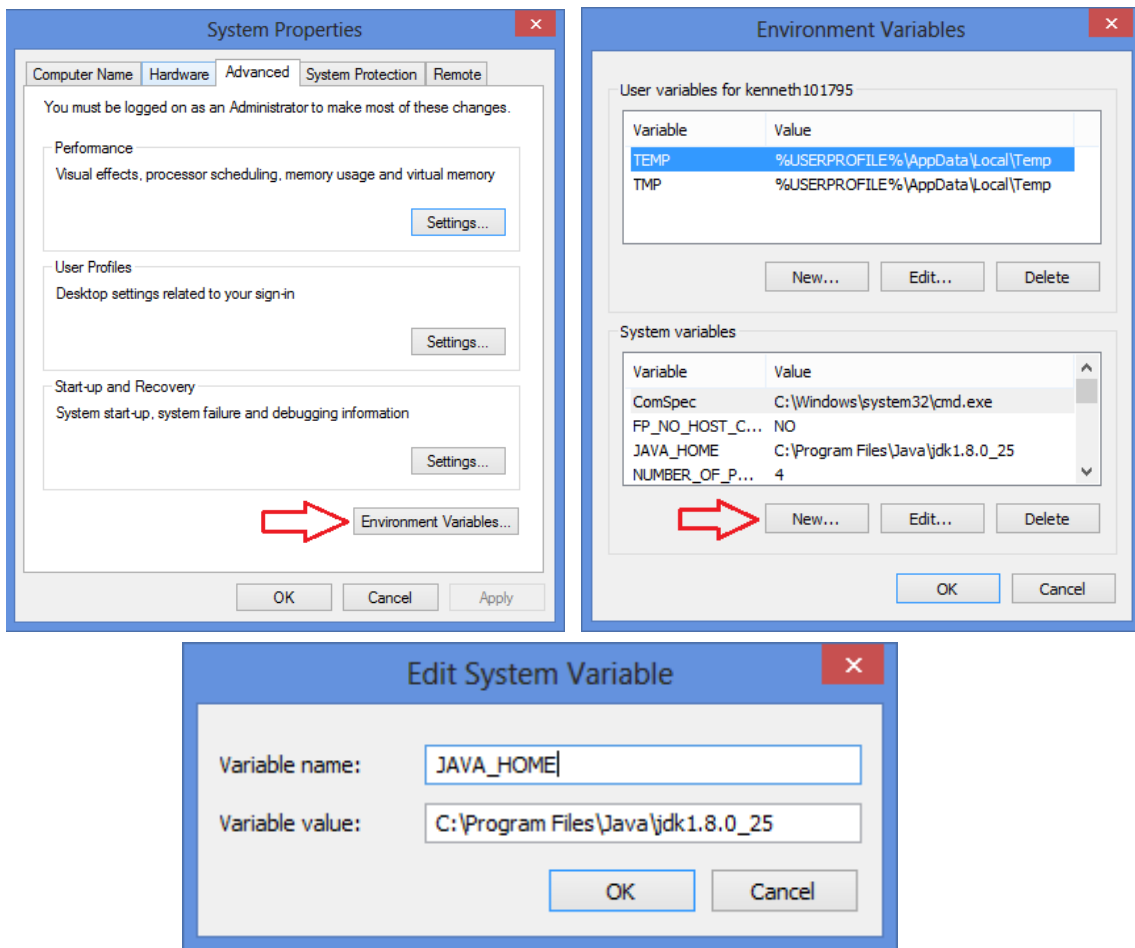 System Properties
Computer Name Hardware Advanced System Protection Remote
You must be logged on as an Administrator to make most of these changes.
Performance
Visual effects, processor scheduling, memory usage and virtual memory
Settings...
User Profiles
Desktop settings related to your sign-in
Settings...
Start-up and Recovery
System start-up, system failure and debugging information
Settings...
Environment Variables...
OK Cancel Apply
Environment Variables
User variables for kenneth101795
Variable Value
TEMP %USERPROFILE%\AppData\Local\Temp
TMP %USERPROFILE%\AppData\Local\Temp
New... Edit... Delete
System variables
Variable Value
ComSpec C:\Windows\system32\cmd.exe
FP_NO_HOST_C... NO
JAVA_HOME C:\Program Files\Java\jdk1.8.0_25
NUMBER_OF_P... 4
New... Edit... Delete
OK Cancel
Edit System Variable
Variable name: JAVA_HOME
Variable value: C:\Program Files\Java\jdk1.8.0_25
OK Cancel